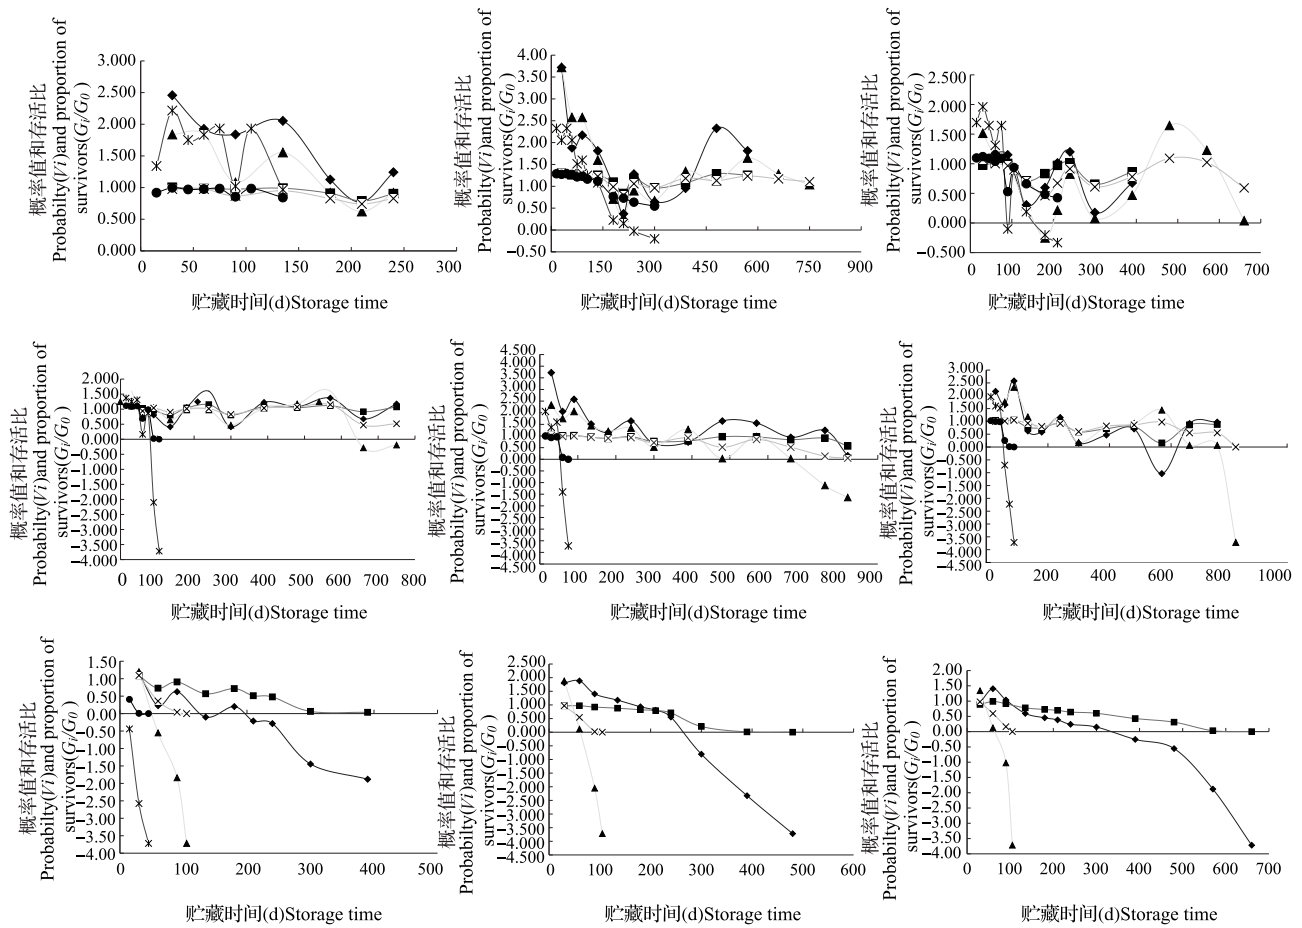 概率值和存活比
Probabilty(Vi)and proportion of
survivors(Gi/G0 )
3.000
2.500
2.000
1.500
1.000
0.500
0.000
0 50 100 150 200 250 300
贮藏时间(d)Storage time
概率值和存活比
Probabilty(Vi)and proportion of
survivors(Gi/G0 )
4.00
3.50
3.00
2.50
2.00
1.50
1.00
0.50
0.00
−0.50
0 150 300 450 600 750 900
贮藏时间(d)Storage time
概率值和存活比
Probabilty(Vi)and proportion of
survivors(Gi/G0 )
2.500
2.000
1.500
1.000
0.500
0.000
−0.500
0 100 200 300 400 500 600 700
贮藏时间(d)Storage time
概率值和存活比
Probabilty(Vi)and proportion of
survivors(Gi/G0 )
2.000
1.500
1.000
0.500
0.000
−0.500
−1.000
−1.500
−2.000
−2.500
−3.000
−3.500
−4.000
0 100 200 300 400 500 600 700 800
贮藏时间(d)Storage time
概率值和存活比
Probabilty(Vi)and proportion of
survivors(Gi/G0 )
4.500
4.000
3.500
3.000
2.500
2.000
1.500
1.000
0.500
0.000
−0.500
−1.000
−1.500
−2.000
−2.500
−3.000
−3.500
−4.000
−4.500
0 100 200 300 400 500 600 700 800 900
贮藏时间(d)Storage time
概率值和存活比
Probabilty(Vi)and proportion of
survivors(Gi/G0 )
3.000
2.500
2.000
1.500
1.000
0.500
0.000
−0.500
−1.000
−1.500
−2.000
−2.500
−3.000
−3.500
−4.000
−4.500
0 200 400 600 800 1000
贮藏时间(d)Storage time
概率值和存活比
Probabilty(Vi)and proportion of
survivors(Gi/G0 )
1.50
1.00
0.50
0.00
−0.50
−1.00
−1.50
−2.00
−2.50
−3.00
−3.50
−4.00
0 100 200 300 400 500
贮藏时间(d)Storage time
概率值和存活比
Probabilty(Vi)and proportion of
survivors(Gi/G0 )
2.500
2.000
1.500
1.000
0.500
0.000
−0.500
−1.000
−1.500
−2.000
−2.500
−3.000
−3.500
−4.000
−4.500
0 100 200 300 400 500 600
贮藏时间(d)Storage time
概率值和存活比
Probabilty(Vi)and proportion of
survivors(Gi/G0 )
2.00
1.50
1.00
0.50
0.00
−0.50
−1.00
−1.50
−2.00
−2.50
−3.00
−3.50
−4.00
0 100 200 300 400 500 600 700
贮藏时间(d)Storage time